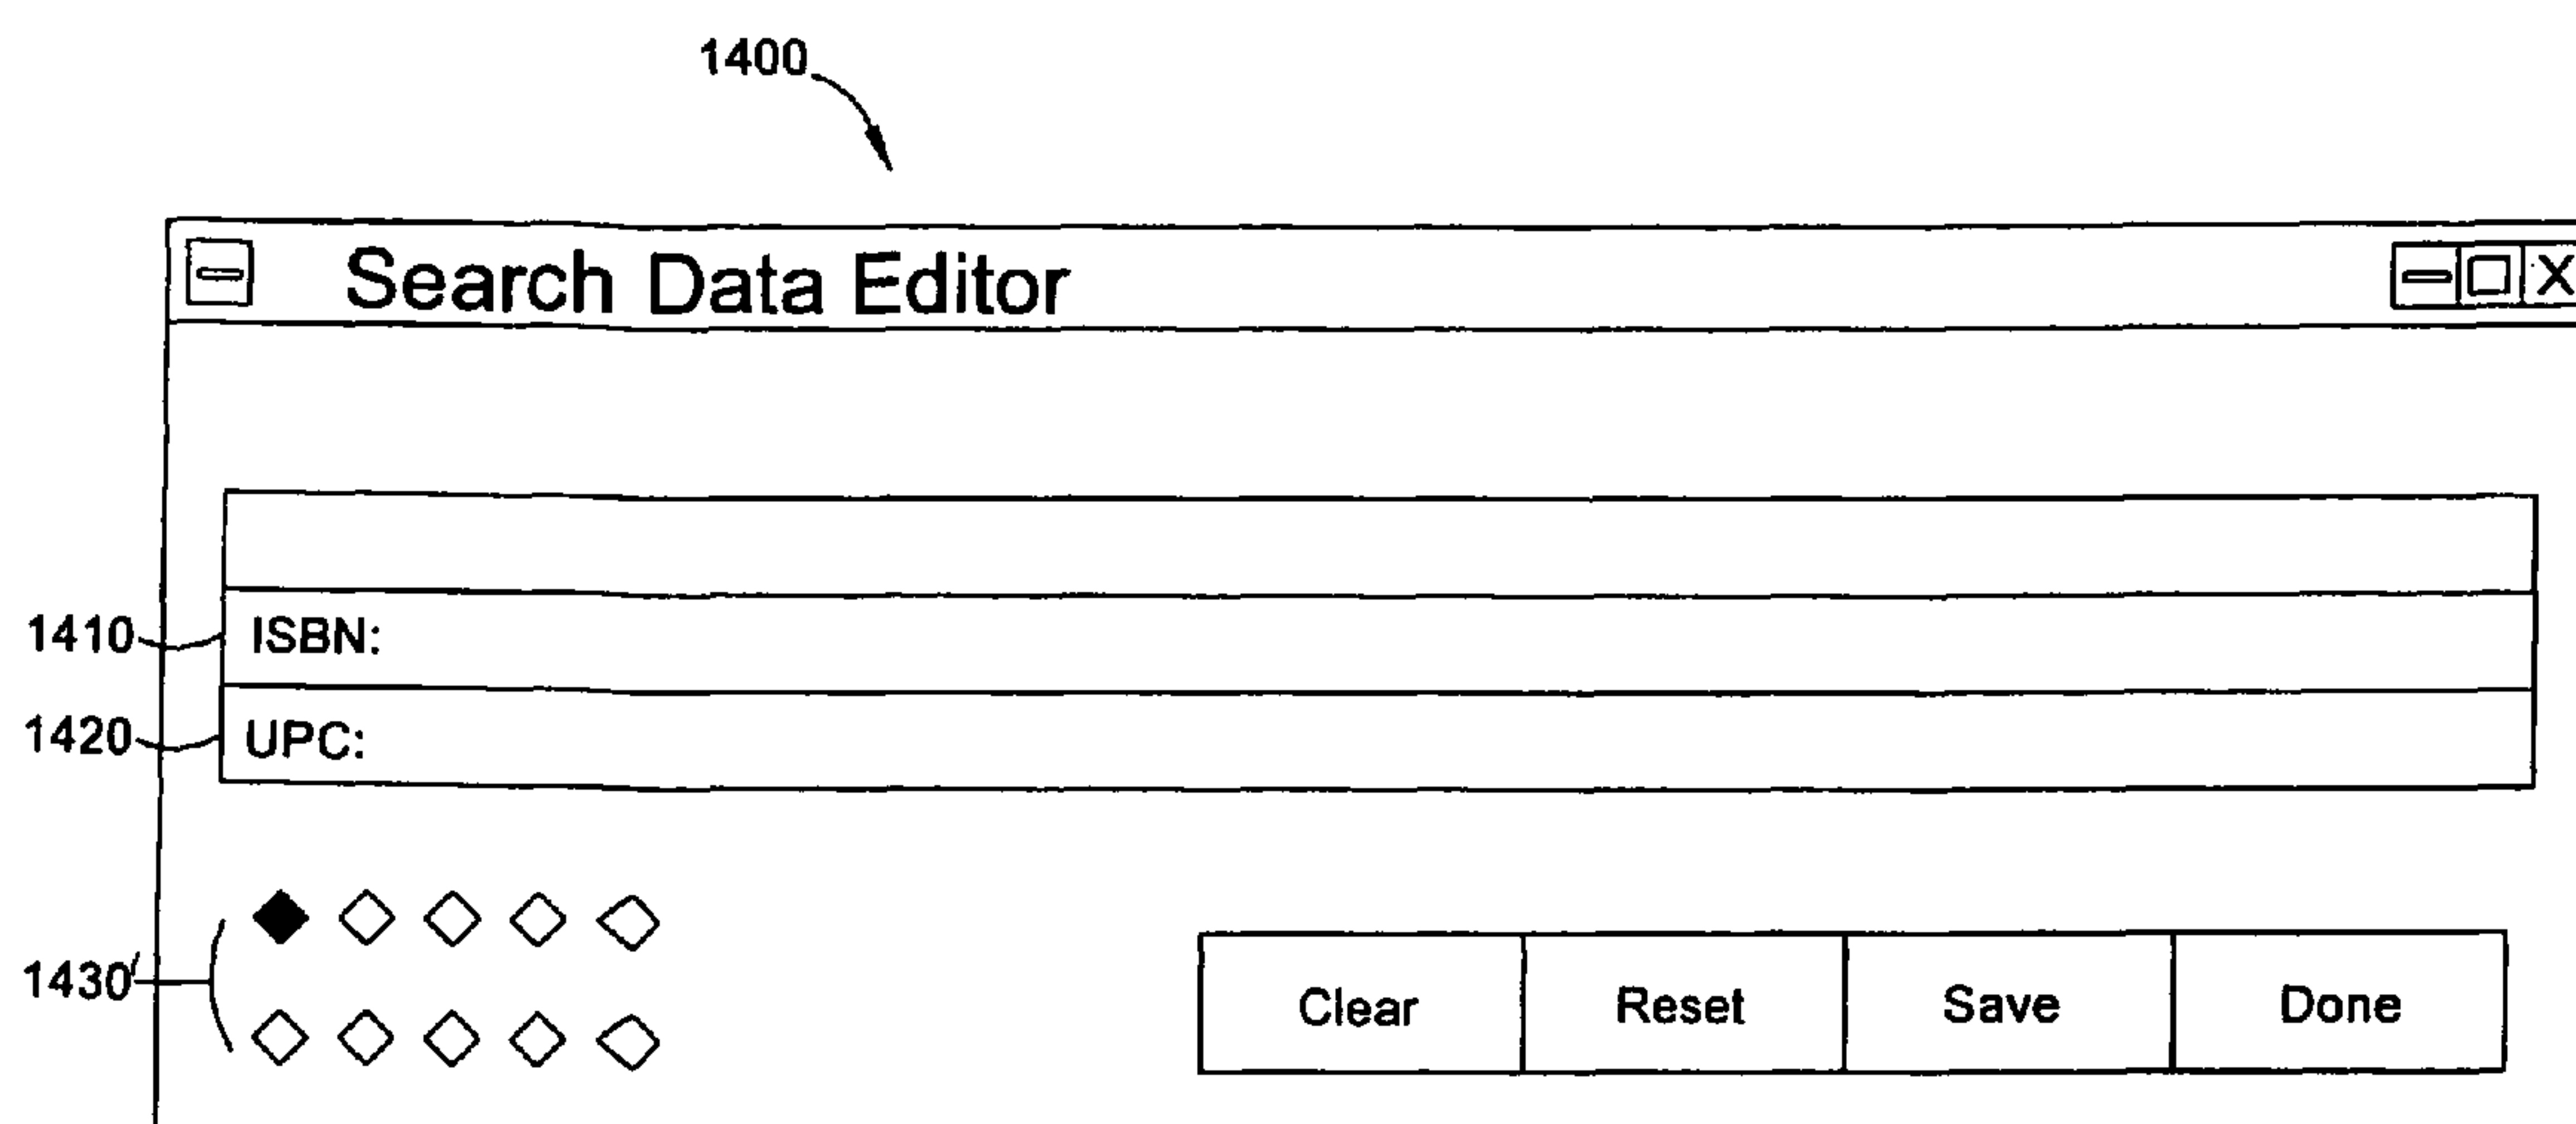 1400
Search Data Editor X
1410 ISBN:
1420 UPC:
1430
Clear Reset Save Done